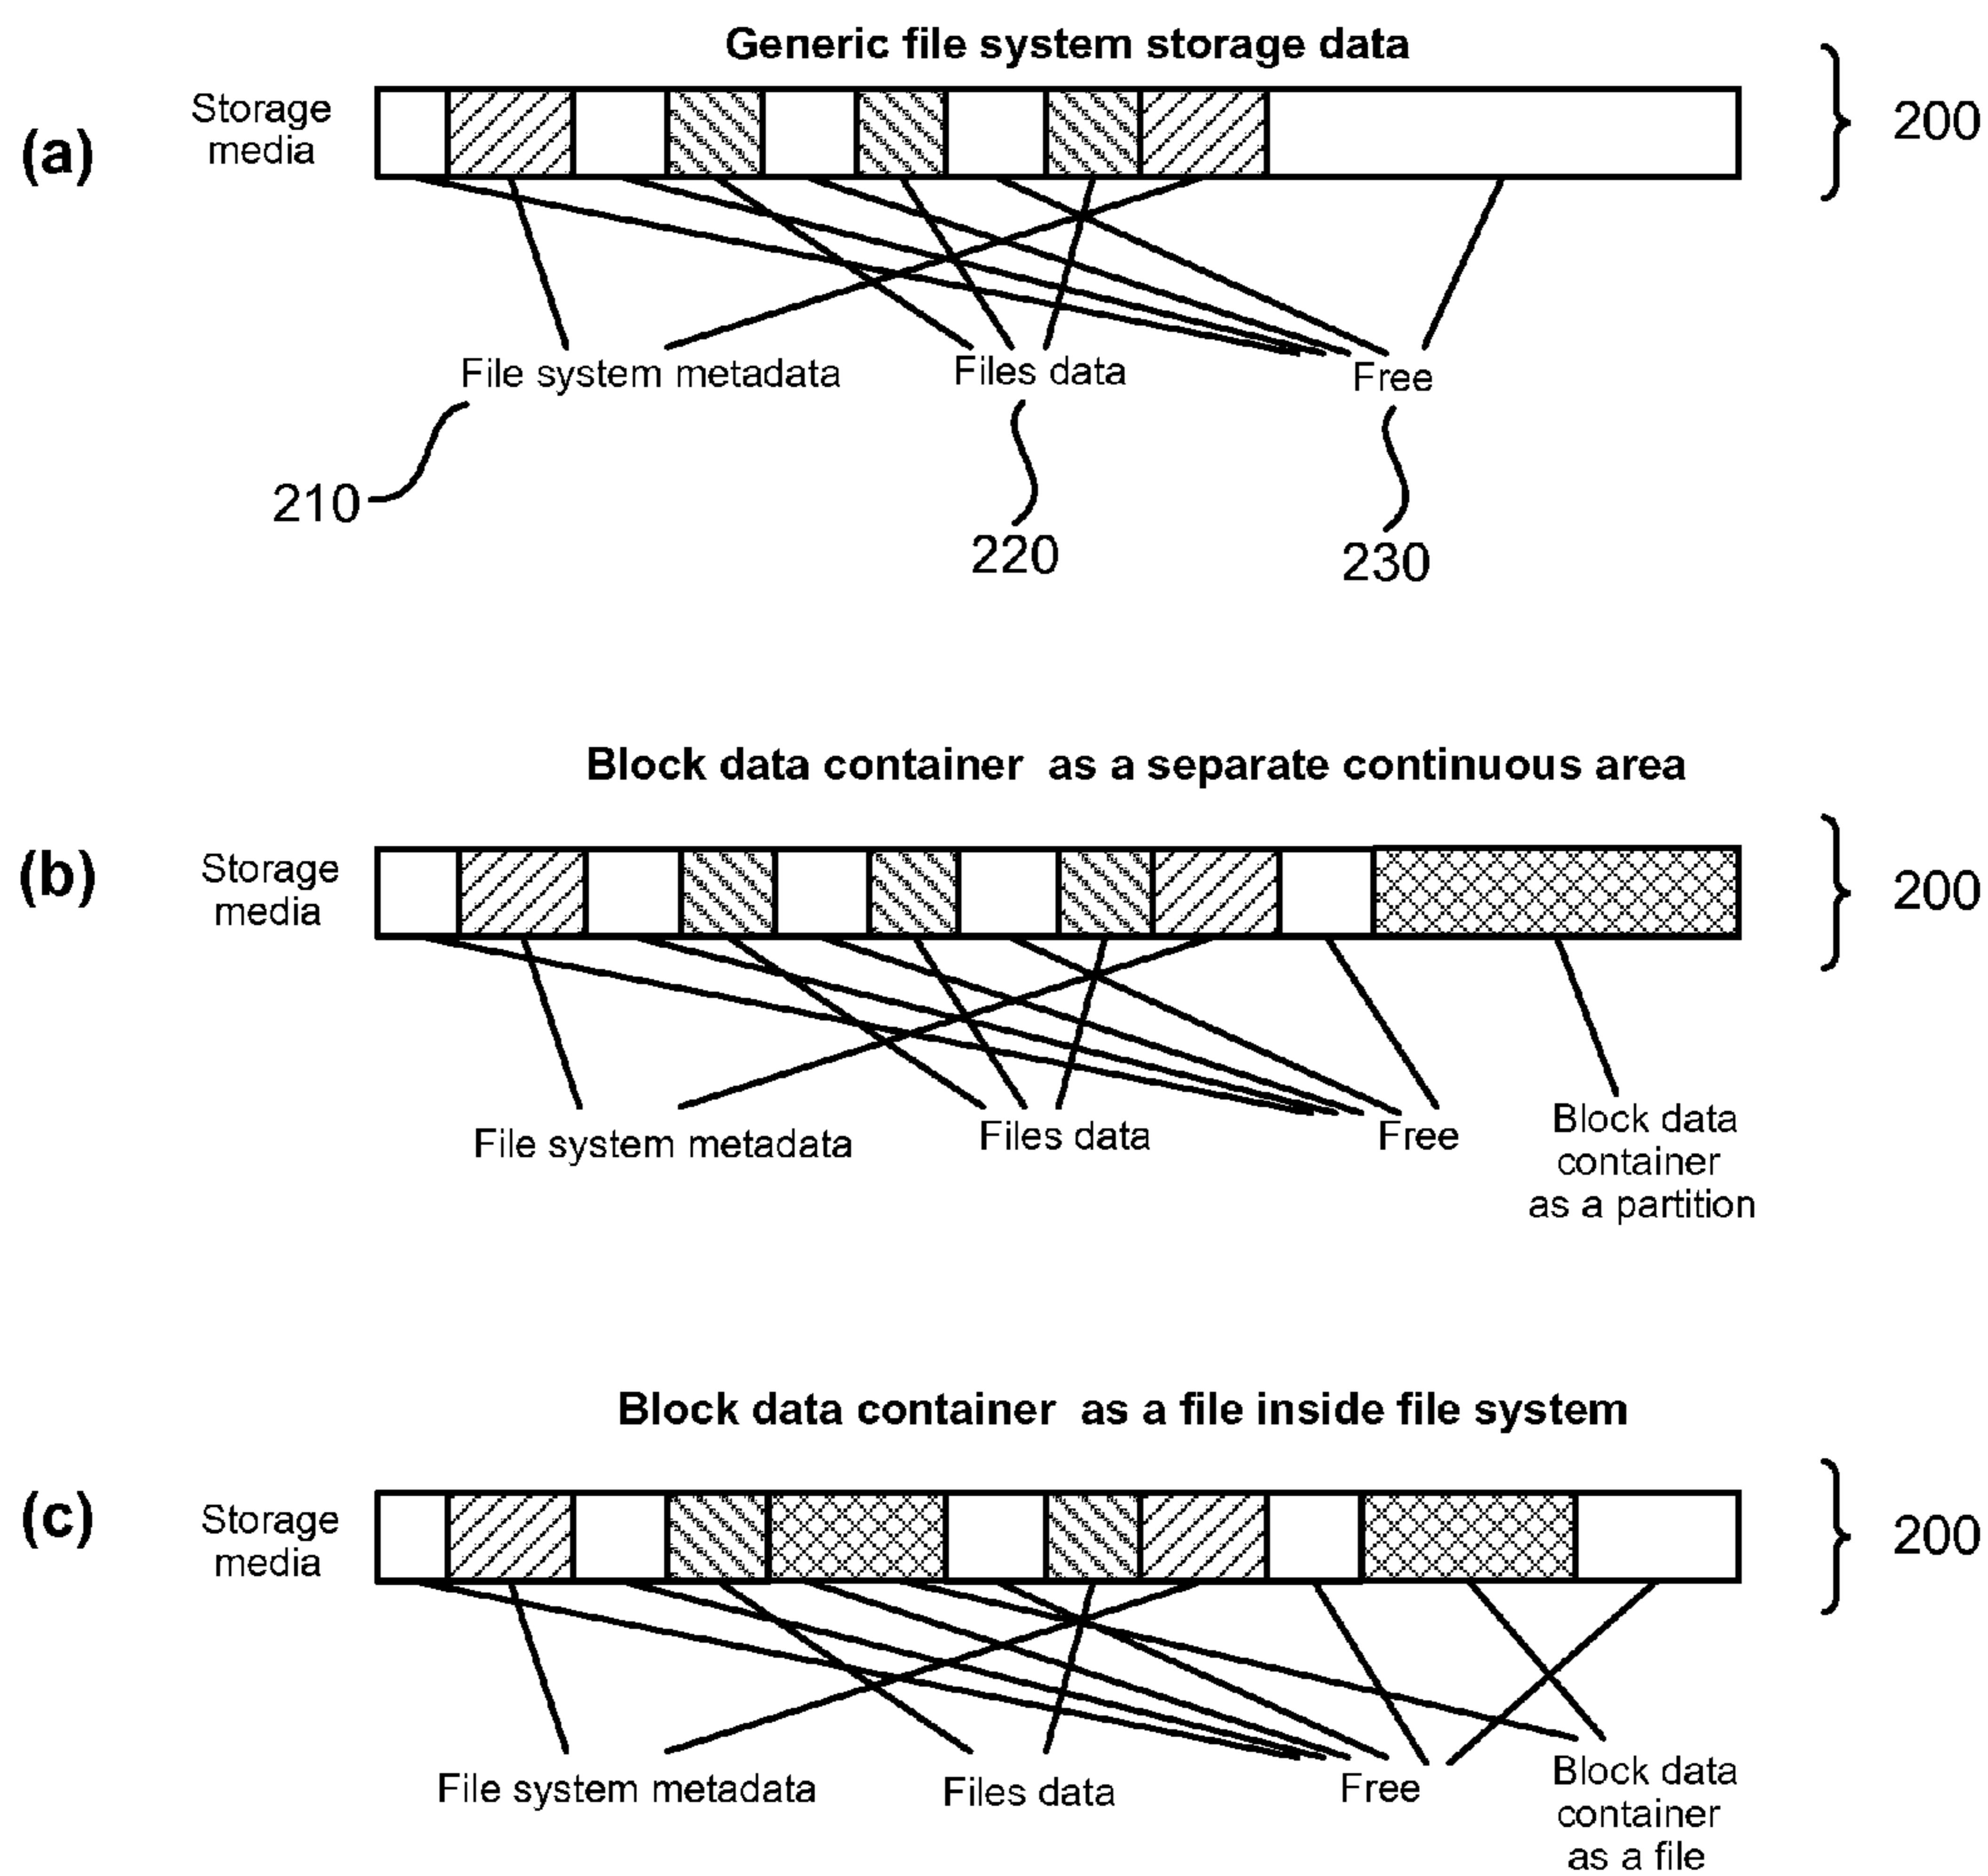 Generic file system storage data
(a)
Storage
media
200
File system metadata
Files data
Free
210
220
230
Block data container as a separate continuous area
(b)
Storage
media
200
File system metadata
Files data
Free
Block data
container
as a partition
Block data container as a file inside file system
(c)
Storage
media
200
File system metadata
Files data
Free
Block data
container
as a file